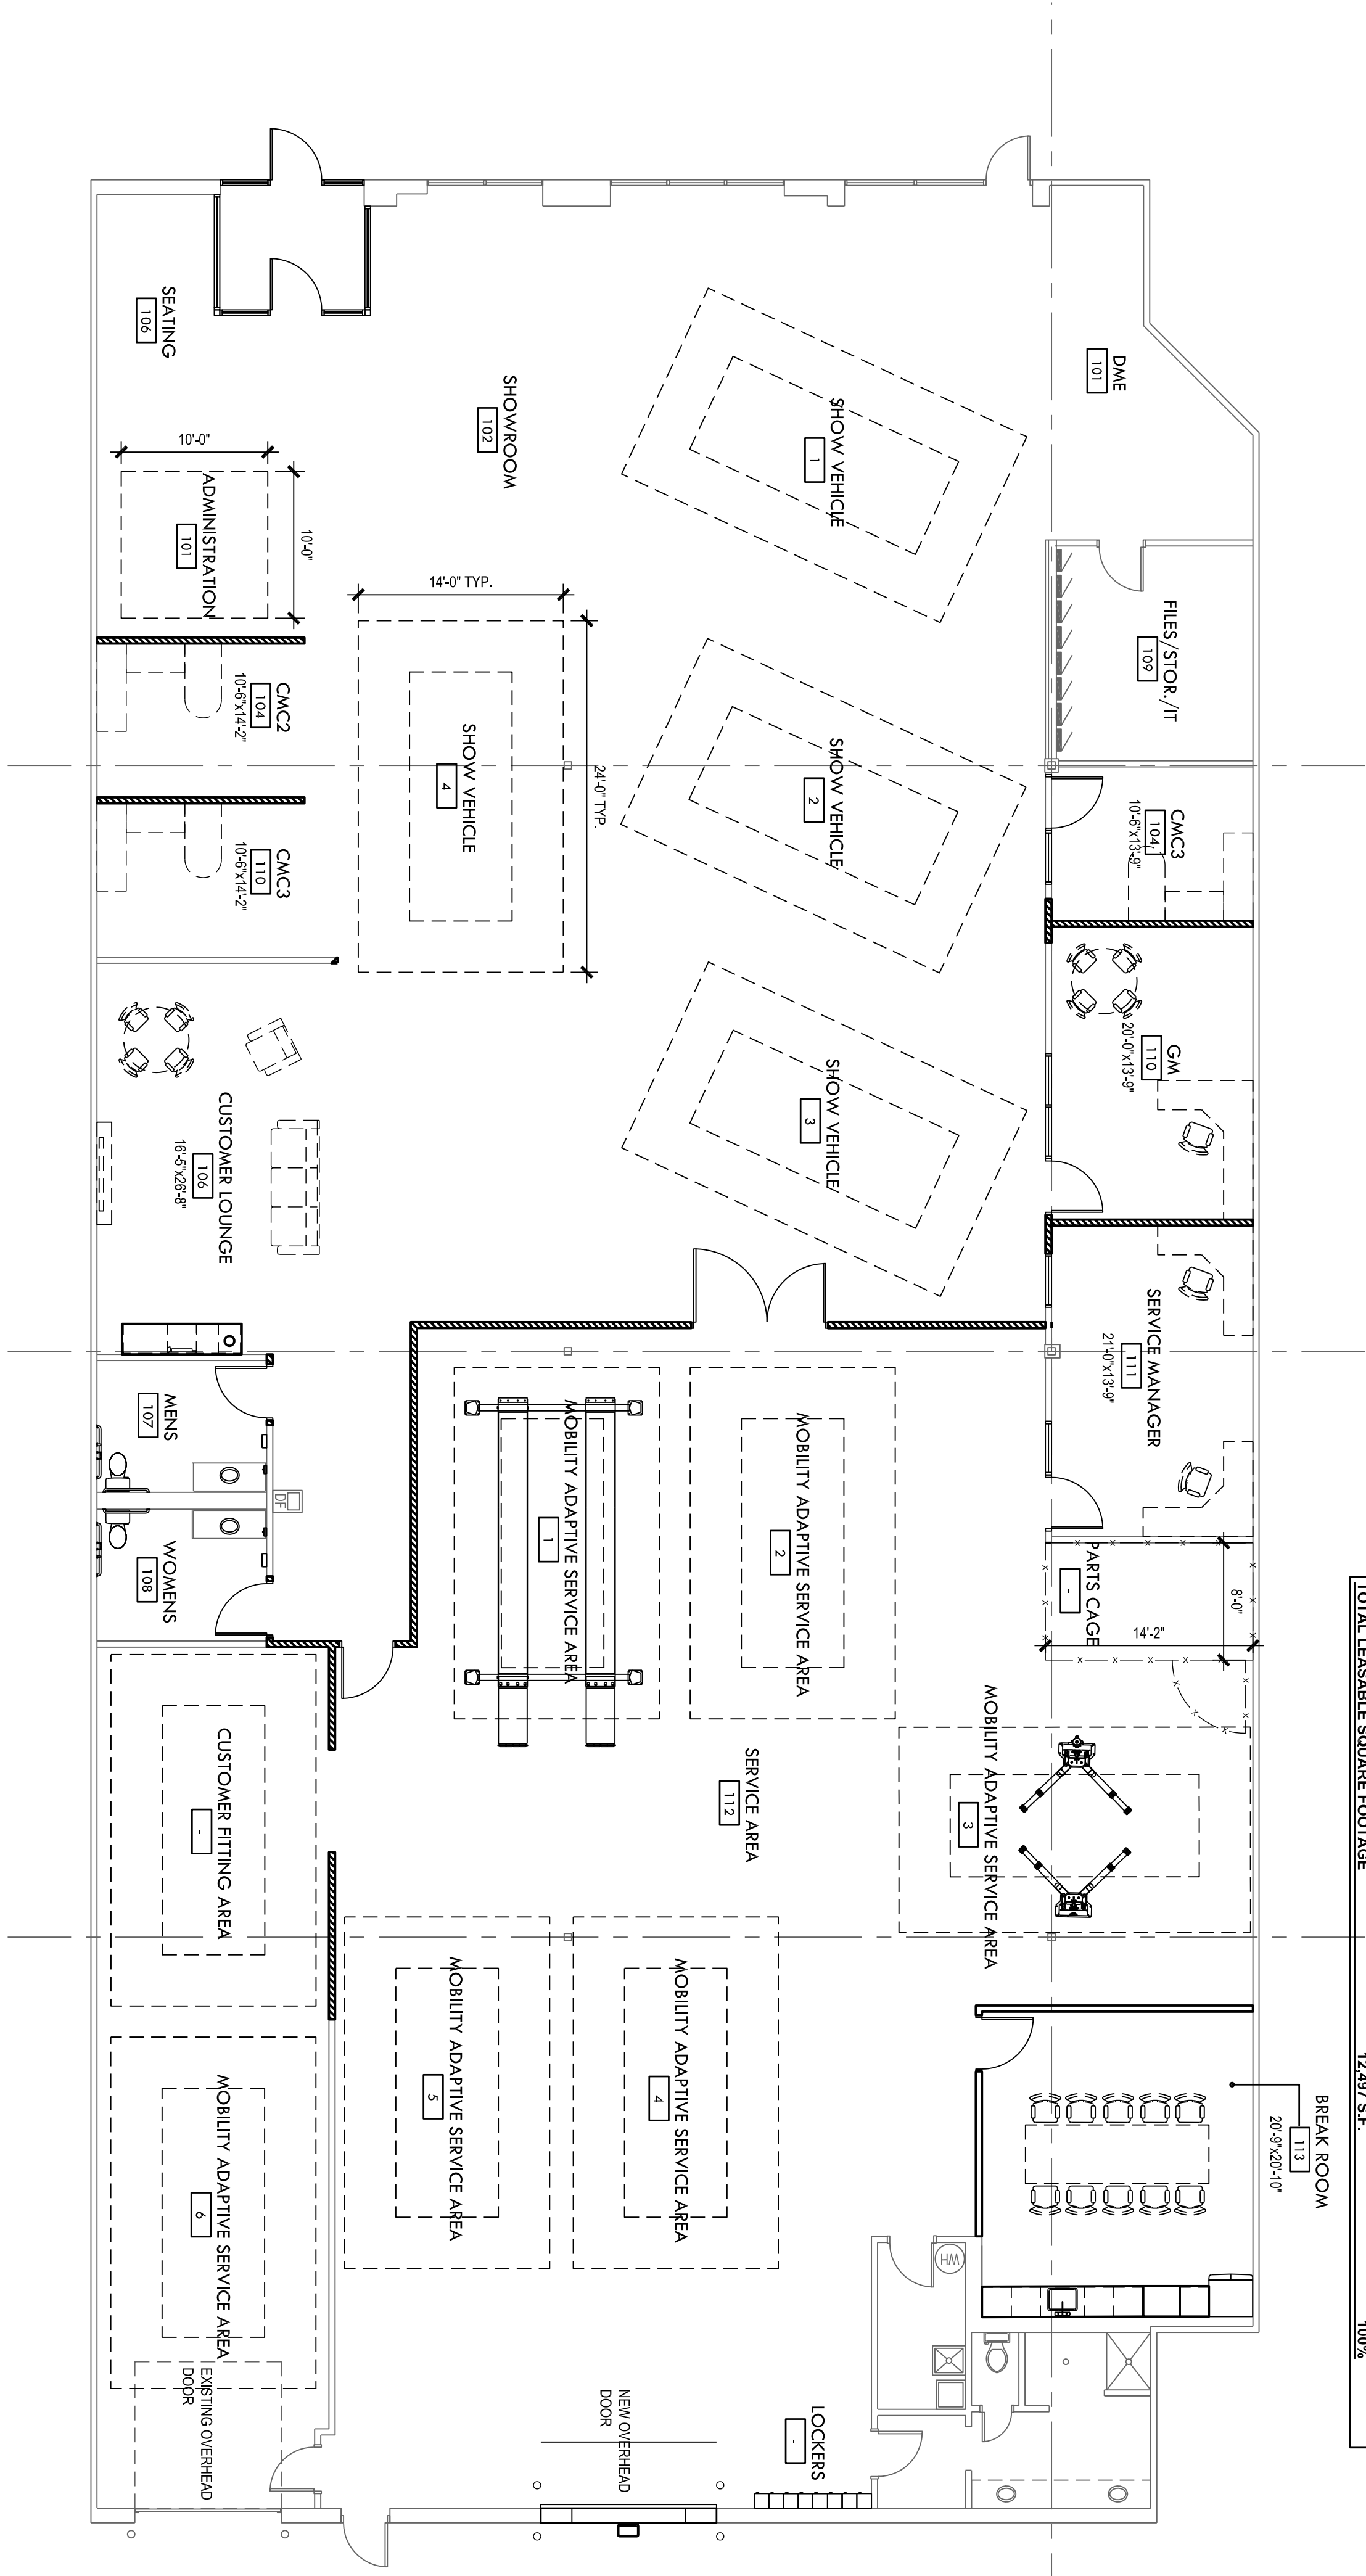 TOTAL LEASABLE SQUARE FOOTAGE 12,497 S.F. 100%
BREAK ROOM
113
20'-9"x20'-10"
DME
101
FILES/STOR./IT
109
CMC3
104
10'-6"x13'-9"
GM
110
20'-0"x13'-9"
SERVICE MANAGER
111
21'-0"x13'-9"
8'-0"
14'-2"
PARTS CAGE
-
MOBILITY ADAPTIVE SERVICE AREA
3
SHOW VEHICLE
1
SHOW VEHICLE
2
SHOW VEHICLE
3
MOBILITY ADAPTIVE SERVICE AREA
2
SERVICE AREA
112
WH
LOCKERS
-
SHOWROOM
102
14'-0" TYP.
24'-0" TYP.
SHOW VEHICLE
4
MOBILITY ADAPTIVE SERVICE AREA
1
MOBILITY ADAPTIVE SERVICE AREA
4
MOBILITY ADAPTIVE SERVICE AREA
5
NEW OVERHEAD
DOOR
SEATING
106
10'-0"
10'-0"
ADMINISTRATION
101
CMC2
104
10'-6"x14'-2"
CMC3
110
10'-6"x14'-2"
CUSTOMER LOUNGE
106
16'-5"x26'-8"
MENS
107
DF
WOMENS
108
CUSTOMER FITTING AREA
-
MOBILITY ADAPTIVE SERVICE AREA
6
EXISTING OVERHEAD
DOOR